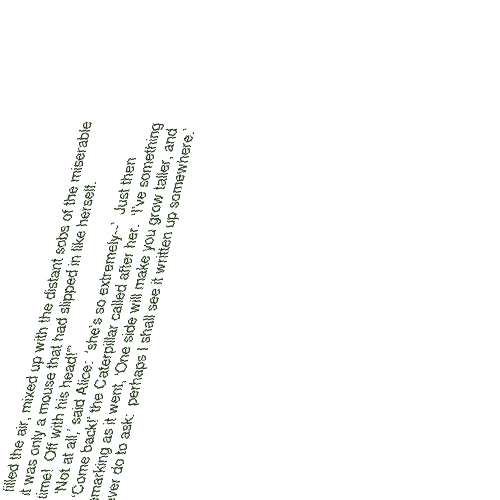 filled the air, mixed up with the distant sobs of the miserable
it was only a mouse that had slipped in like herself.
time! Off with his head!"'
'Not at all,' said Alice: 'she's so extremely--' Just then
'Come back!' the Caterpillar called after her. 'I've something
as it went, 'One side will make you grow taller, and
do to ask: perhaps I shall see it written up somewhere.'